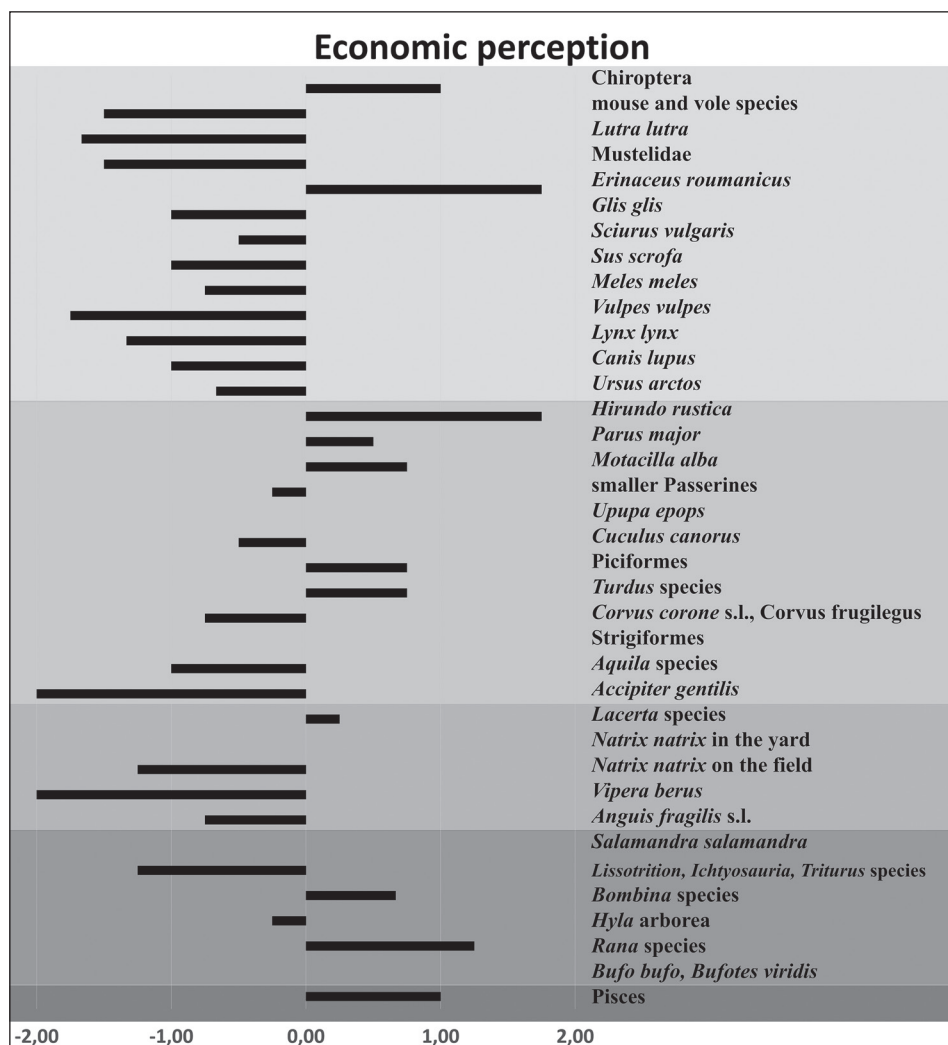 Economic perception
Chiroptera
mouse and vole species
Lutra lutra
Mustelidae
Erinaceus roumanicus
Glis glis
Sciurus vulgaris
Sus scrofa
Meles meles
Vulpes vulpes
Lynx lynx
Canis lupus
Ursus arctos
Hirundo rustica
Parus major
Motacilla alba
smaller Passerines
Upupa epops
Cuculus canorus
Piciformes
Turdus species
Corvus corone s.l., Corvus frugilegus
Strigiformes
Aquila species
Accipiter gentilis
Lacerta species
Natrix natrix in the yard
Natrix natrix on the field
Vipera berus
Anguis fragilis s.l.
Salamandra salamandra
Lissotrition, Ichtyosauria, Triturus species
Bombina species
Hyla arborea
Rana species
Bufo bufo, Bufotes viridis
Pisces
-2,00 -1,00 0,00 1,00 2,00